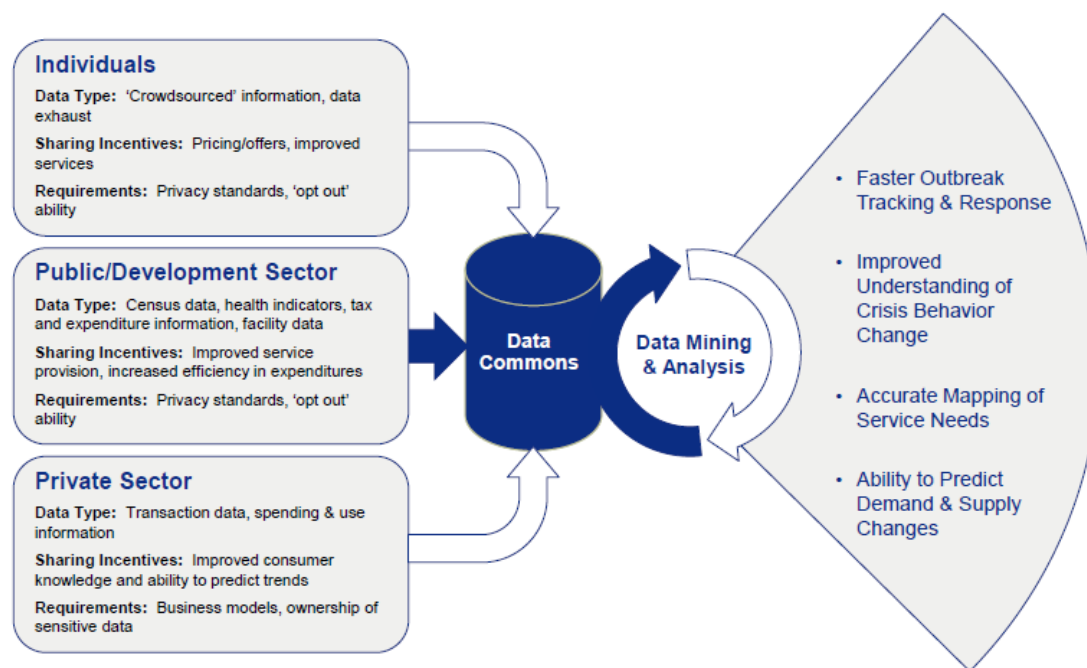 Individuals
Data Type: ‘Crowdsourced’ information, data
exhaust
Sharing Incentives: Pricing/offers, improved
services
Requirements: Privacy standards, ‘opt out’
ability
Public/Development Sector
Data Type: Census data, health indicators, tax
and expenditure information, facility data
Sharing Incentives: Improved service
provision, increased efficiency in expenditures
Requirements: Privacy standards, ‘opt out’
ability
Private Sector
Data Type: Transaction data, spending & use
information
Sharing Incentives: Improved consumer
knowledge and ability to predict trends
Requirements: Business models, ownership of
sensitive data
Data
Commons
Data Mining
& Analysis
• Faster Outbreak
Tracking & Response
• Improved
Understanding of
Crisis Behavior
Change
• Accurate Mapping of
Service Needs
• Ability to Predict
Demand & Supply
Changes